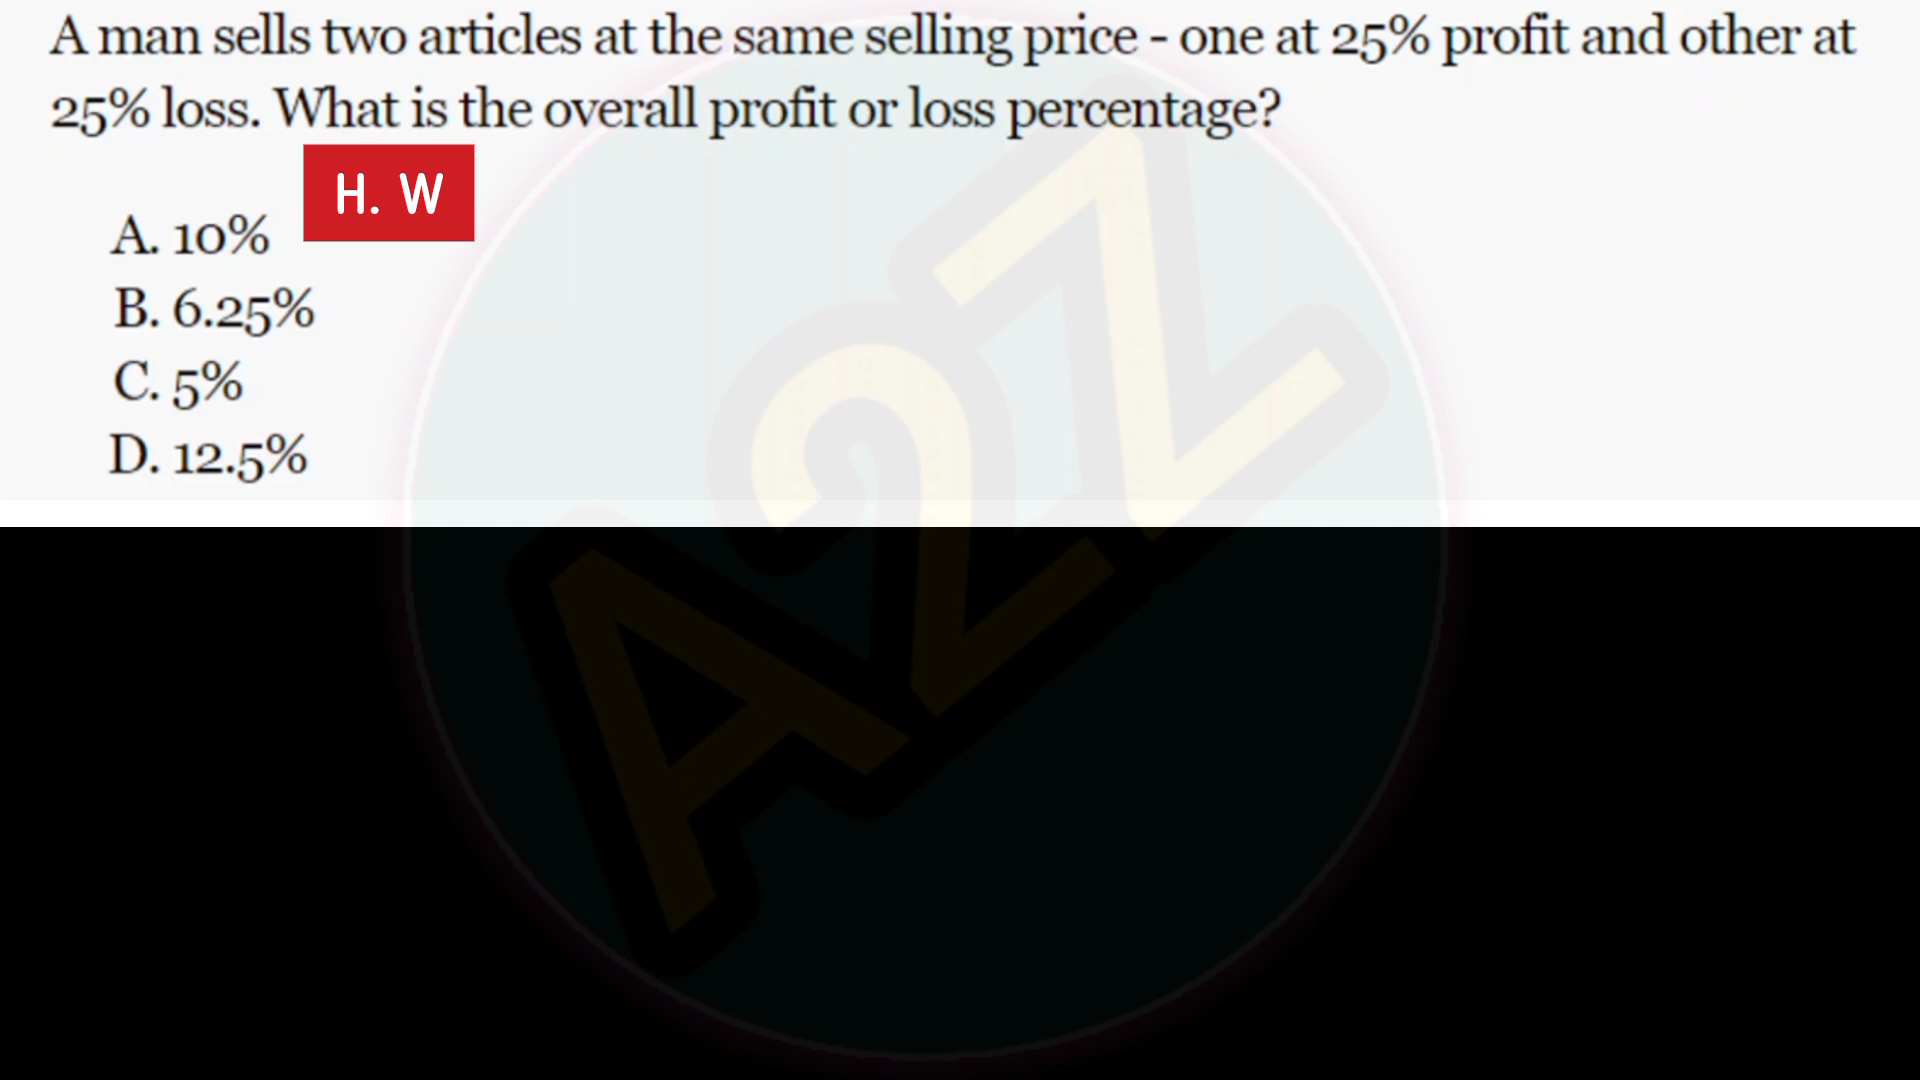 A man sells two articles at the same selling price - one at 25% profit and other at
25% loss. What is the overall profit or loss percentage?
H. W
A. 10%
B. 6.25%
C. 5%
D. 12.5%
A2Z